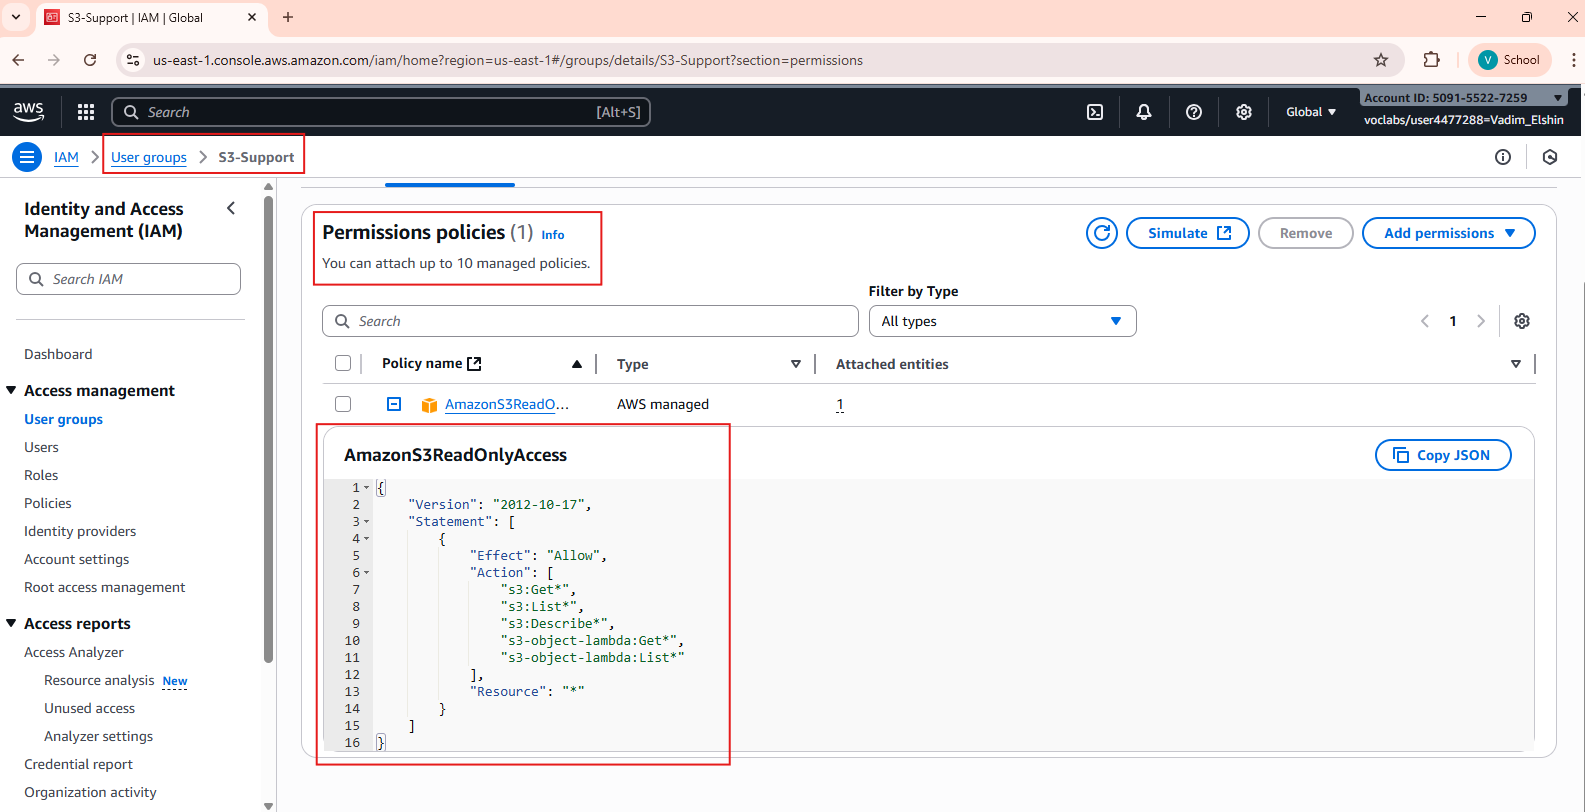 S3-Support | IAM | Global
us-east-1.console.aws.amazon.com/iam/home?region=us-east-1#/groups/details/S3-Support?section=permissions
V School
aws
Search [Alt+S]
Global
Account ID: 5091-5522-7259
voclabs/user4477288=Vadim_Elshin
IAM > User groups > S3-Support
Identity and Access
Management (IAM)
Search IAM
Dashboard
Access management
User groups
Users
Roles
Policies
Identity providers
Account settings
Root access management
Access reports
Access Analyzer
Resource analysis New
Unused access
Analyzer settings
Credential report
Organization activity
Permissions policies (1) Info
You can attach up to 10 managed policies.
Simulate
Remove
Add permissions
Filter by Type
Search
All types
1
Policy name Type Attached entities
AmazonS3ReadO... AWS managed 1
AmazonS3ReadOnlyAccess
Copy JSON
1 {
2 "Version": "2012-10-17",
3 "Statement": [
4 {
5 "Effect": "Allow",
6 "Action": [
7 "s3:Get*",
8 "s3:List*",
9 "s3:Describe*",
10 "s3-object-lambda:Get*",
11 "s3-object-lambda:List*"
12 ],
13 "Resource": "*"
14 }
15 ]
16 }